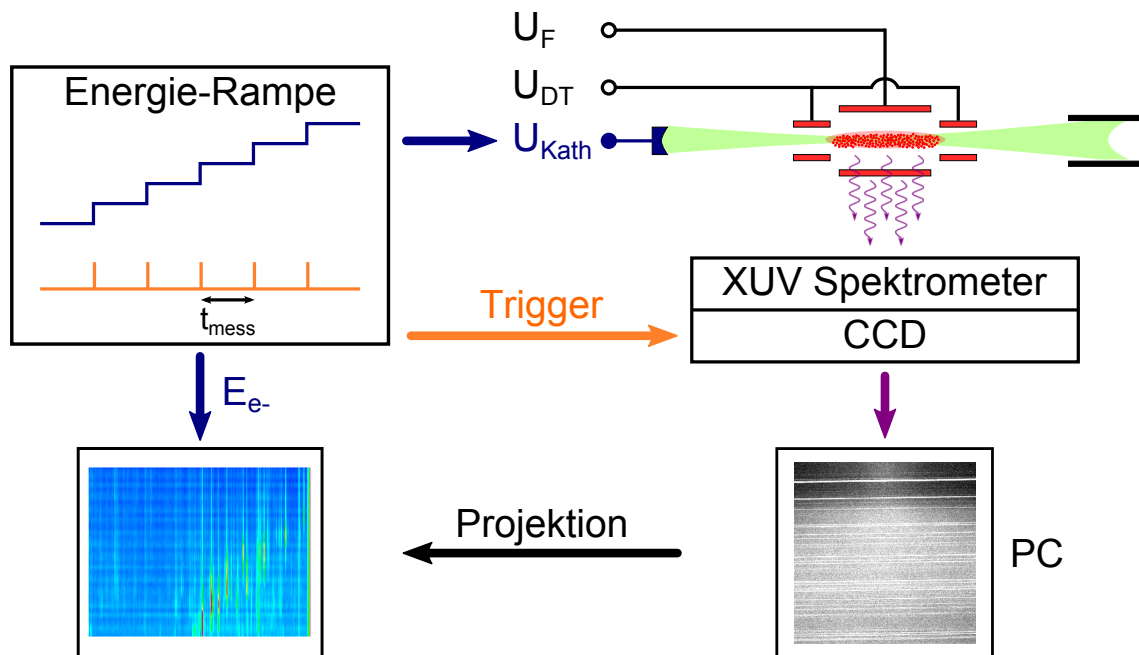 Energie-Rampe
t_mess
U_F
U_DT
U_Kath
XUV Spektrometer
CCD
Trigger
E_e-
Projektion
PC